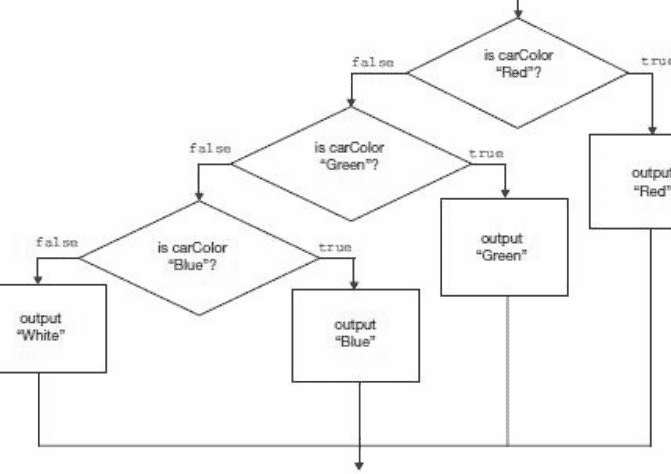 is carColor
“Red”?
false
true
is carColor
“Green”?
false
true
output
“Red”
output
“Green”
is carColor
“Blue”?
false
true
output
“White”
output
“Blue”